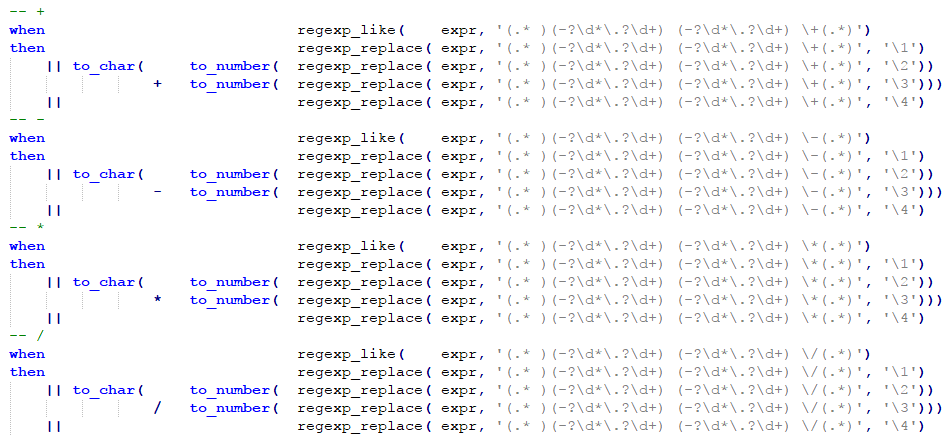 -- +
when regexp_like( expr, '(.* )(-?\d*\.?\d+) (-?\d*\.?\d+) \+(.*)')
then regexp_replace( expr, '(.* )(-?\d*\.?\d+) (-?\d*\.?\d+) \+(.*)', '\1')
|| to_char( to_number( regexp_replace( expr, '(.* )(-?\d*\.?\d+) (-?\d*\.?\d+) \+(.*)', '\2'))
+ to_number( regexp_replace( expr, '(.* )(-?\d*\.?\d+) (-?\d*\.?\d+) \+(.*)', '\3')))
|| regexp_replace( expr, '(.* )(-?\d*\.?\d+) (-?\d*\.?\d+) \+(.*)', '\4')
-- -
when regexp_like( expr, '(.* )(-?\d*\.?\d+) (-?\d*\.?\d+) \-(.*)')
then regexp_replace( expr, '(.* )(-?\d*\.?\d+) (-?\d*\.?\d+) \-(.*)', '\1')
|| to_char( to_number( regexp_replace( expr, '(.* )(-?\d*\.?\d+) (-?\d*\.?\d+) \-(.*)', '\2'))
- to_number( regexp_replace( expr, '(.* )(-?\d*\.?\d+) (-?\d*\.?\d+) \-(.*)', '\3')))
|| regexp_replace( expr, '(.* )(-?\d*\.?\d+) (-?\d*\.?\d+) \-(.*)', '\4')
-- *
when regexp_like( expr, '(.* )(-?\d*\.?\d+) (-?\d*\.?\d+) \*(.*)')
then regexp_replace( expr, '(.* )(-?\d*\.?\d+) (-?\d*\.?\d+) \*(.*)', '\1')
|| to_char( to_number( regexp_replace( expr, '(.* )(-?\d*\.?\d+) (-?\d*\.?\d+) \*(.*)', '\2'))
* to_number( regexp_replace( expr, '(.* )(-?\d*\.?\d+) (-?\d*\.?\d+) \*(.*)', '\3')))
|| regexp_replace( expr, '(.* )(-?\d*\.?\d+) (-?\d*\.?\d+) \*(.*)', '\4')
-- /
when regexp_like( expr, '(.* )(-?\d*\.?\d+) (-?\d*\.?\d+) \/(.*)')
then regexp_replace( expr, '(.* )(-?\d*\.?\d+) (-?\d*\.?\d+) \/(.*)', '\1')
|| to_char( to_number( regexp_replace( expr, '(.* )(-?\d*\.?\d+) (-?\d*\.?\d+) \/(.*)', '\2'))
/ to_number( regexp_replace( expr, '(.* )(-?\d*\.?\d+) (-?\d*\.?\d+) \/(.*)', '\3')))
|| regexp_replace( expr, '(.* )(-?\d*\.?\d+) (-?\d*\.?\d+) \/(.*)', '\4')